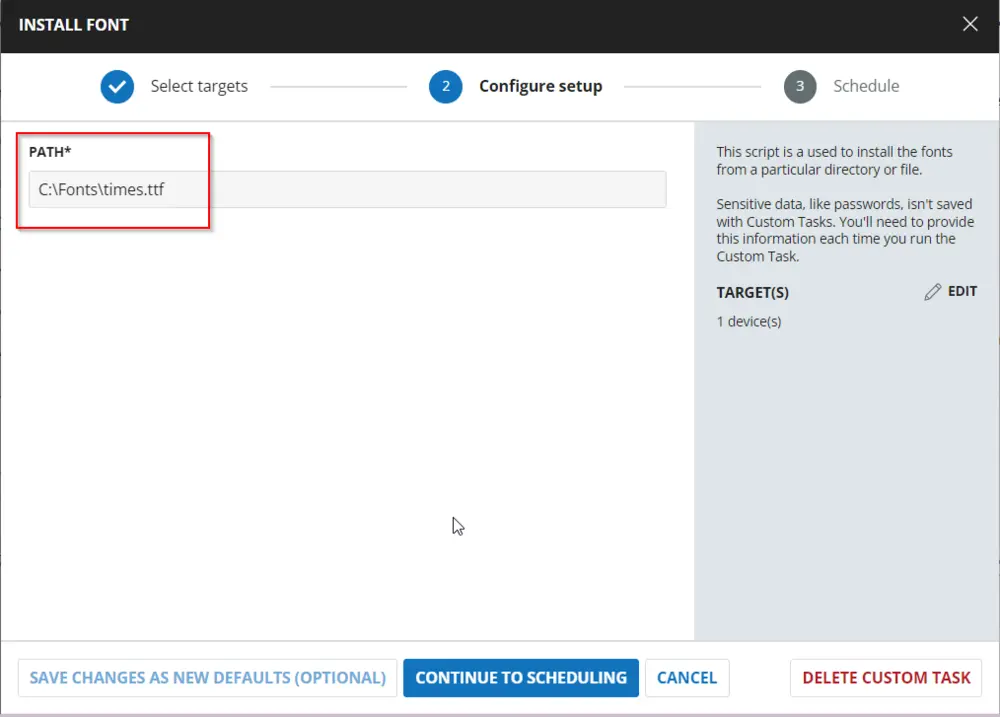 INSTALL FONT
Select targets
2
Configure setup
3
Schedule
PATH*
C:\Fonts\times.ttf
This script is a used to install the fonts
from a particular directory or file.
Sensitive data, like passwords, isn't saved
with Custom Tasks. You'll need to provide
this information each time you run the
Custom Task.
TARGET(S)
EDIT
1 device(s)
SAVE CHANGES AS NEW DEFAULTS (OPTIONAL)
CONTINUE TO SCHEDULING
CANCEL
DELETE CUSTOM TASK